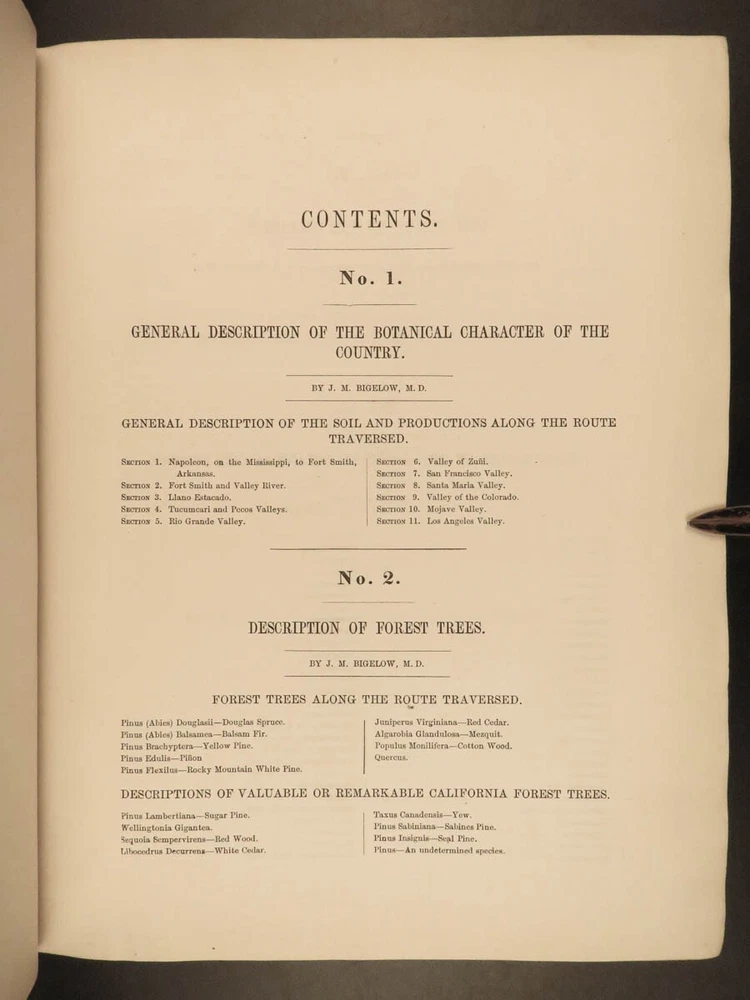 CONTENTS.
No. 1.
GENERAL DESCRIPTION OF THE BOTANICAL CHARACTER OF THE
COUNTRY.
BY J. M. BIGELOW, M. D.
GENERAL DESCRIPTION OF THE SOIL AND PRODUCTIONS ALONG THE ROUTE
TRAVERSED.
SECTION 1. Napoleon, on the Mississippi, to Fort Smith,
Arkansas.
SECTION 2. Fort Smith and Valley River.
SECTION 3. Llano Estacado.
SECTION 4. Tucumcari and Pecos Valleys.
SECTION 5. Rio Grande Valley.
SECTION 6. Valley of Zuñi.
SECTION 7. San Francisco Valley.
SECTION 8. Santa Maria Valley.
SECTION 9. Valley of the Colorado.
SECTION 10. Mojave Valley.
SECTION 11. Los Angeles Valley.
No. 2.
DESCRIPTION OF FOREST TREES.
BY J. M. BIGELOW, M. D.
FOREST TREES ALONG THE ROUTE TRAVERSED.
Pinus (Abies) Douglasii—Douglas Spruce.
Pinus (Abies) Balsamea—Balsam Fir.
Pinus Brachyptera—Yellow Pine.
Pinus Edulis—Piñon
Pinus Flexilus—Rocky Mountain White Pine.
Juniperus Virginiana—Red Cedar.
Algarobia Glandulosa—Mezquit.
Populus Monilifera—Cotton Wood.
Quercus.
DESCRIPTIONS OF VALUABLE OR REMARKABLE CALIFORNIA FOREST TREES.
Pinus Lambertiana—Sugar Pine.
Wellingtonia Gigantea.
Sequoia Sempervirens—Red Wood.
Libocedrus Decurrens—White Cedar.
Taxus Canadensis—Yew.
Pinus Sabiniana—Sabines Pine.
Pinus Insignis—Seal Pine.
Pinus—An undetermined species.